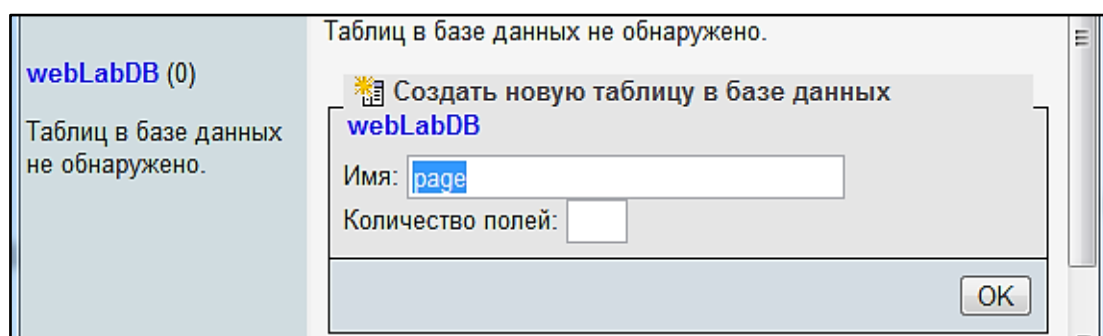 webLabDB (0)
Таблиц в базе данных
не обнаружено.
Таблиц в базе данных не обнаружено.
Создать новую таблицу в базе данных
webLabDB
Имя: page
Количество полей:
OK